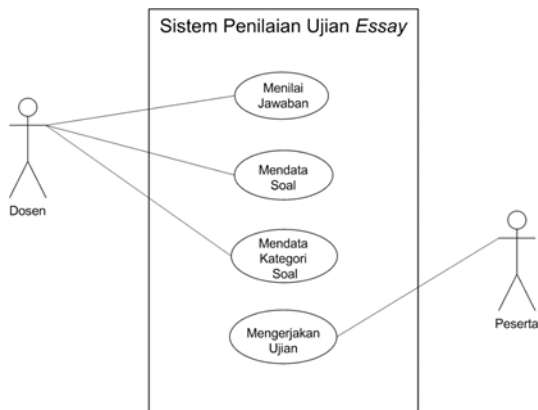 Sistem Penilaian Ujian Essay
Menilai
Jawaban
Mendata
Soal
Dosen
Mendata
Kategori
Soal
Mengerjakan
Ujian
Peserta